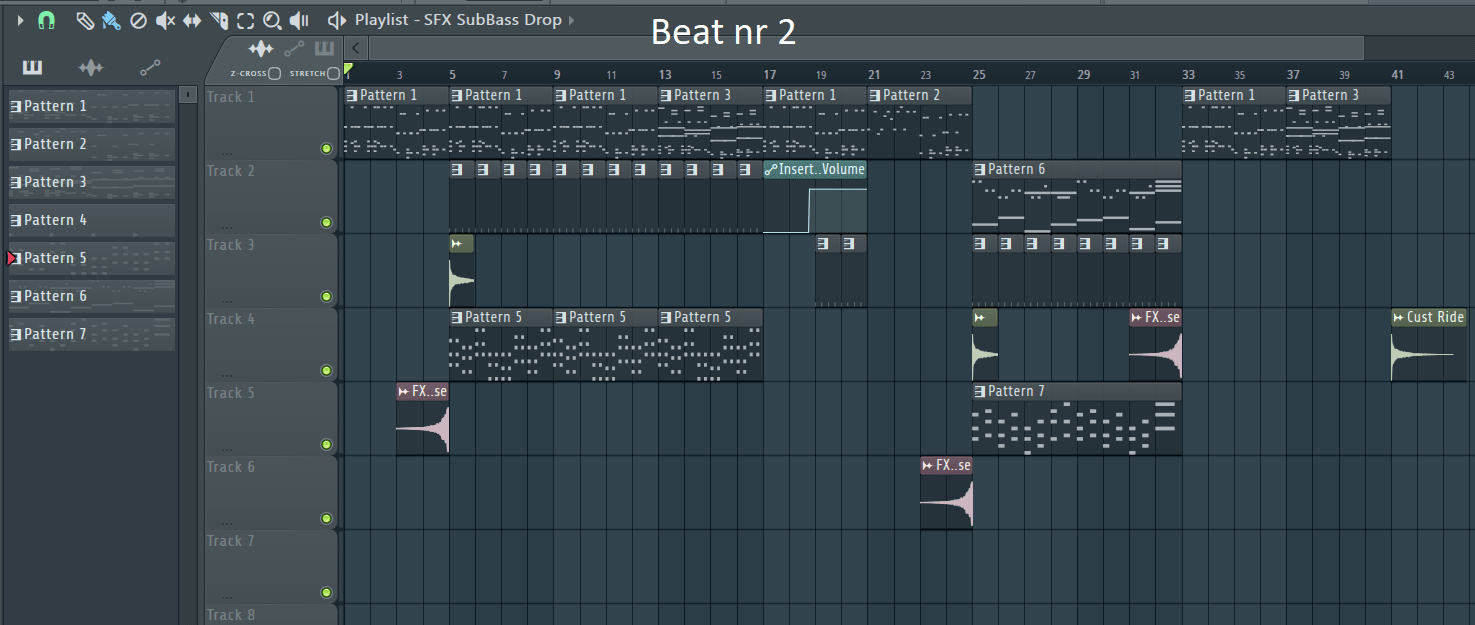 Playlist - SFX SubBass Drop
Beat nr 2
Z-CROSS STRETCH
1 3 5 7 9 11 13 15 17 19 21 23 25 27 29 31 33 35 37 39 41 43
Pattern 1
Pattern 2
Pattern 3
Pattern 4
Pattern 5
Pattern 6
Pattern 7
Track 1 Pattern 1 Pattern 1 Pattern 1 Pattern 3 Pattern 1 Pattern 2 Pattern 1 Pattern 3
Track 2 Insert..Volume Pattern 6
Track 3
Track 4 Pattern 5 Pattern 5 Pattern 5 FX..se Cust Ride
Track 5 FX..se Pattern 7
Track 6 FX..se
Track 7
Track 8